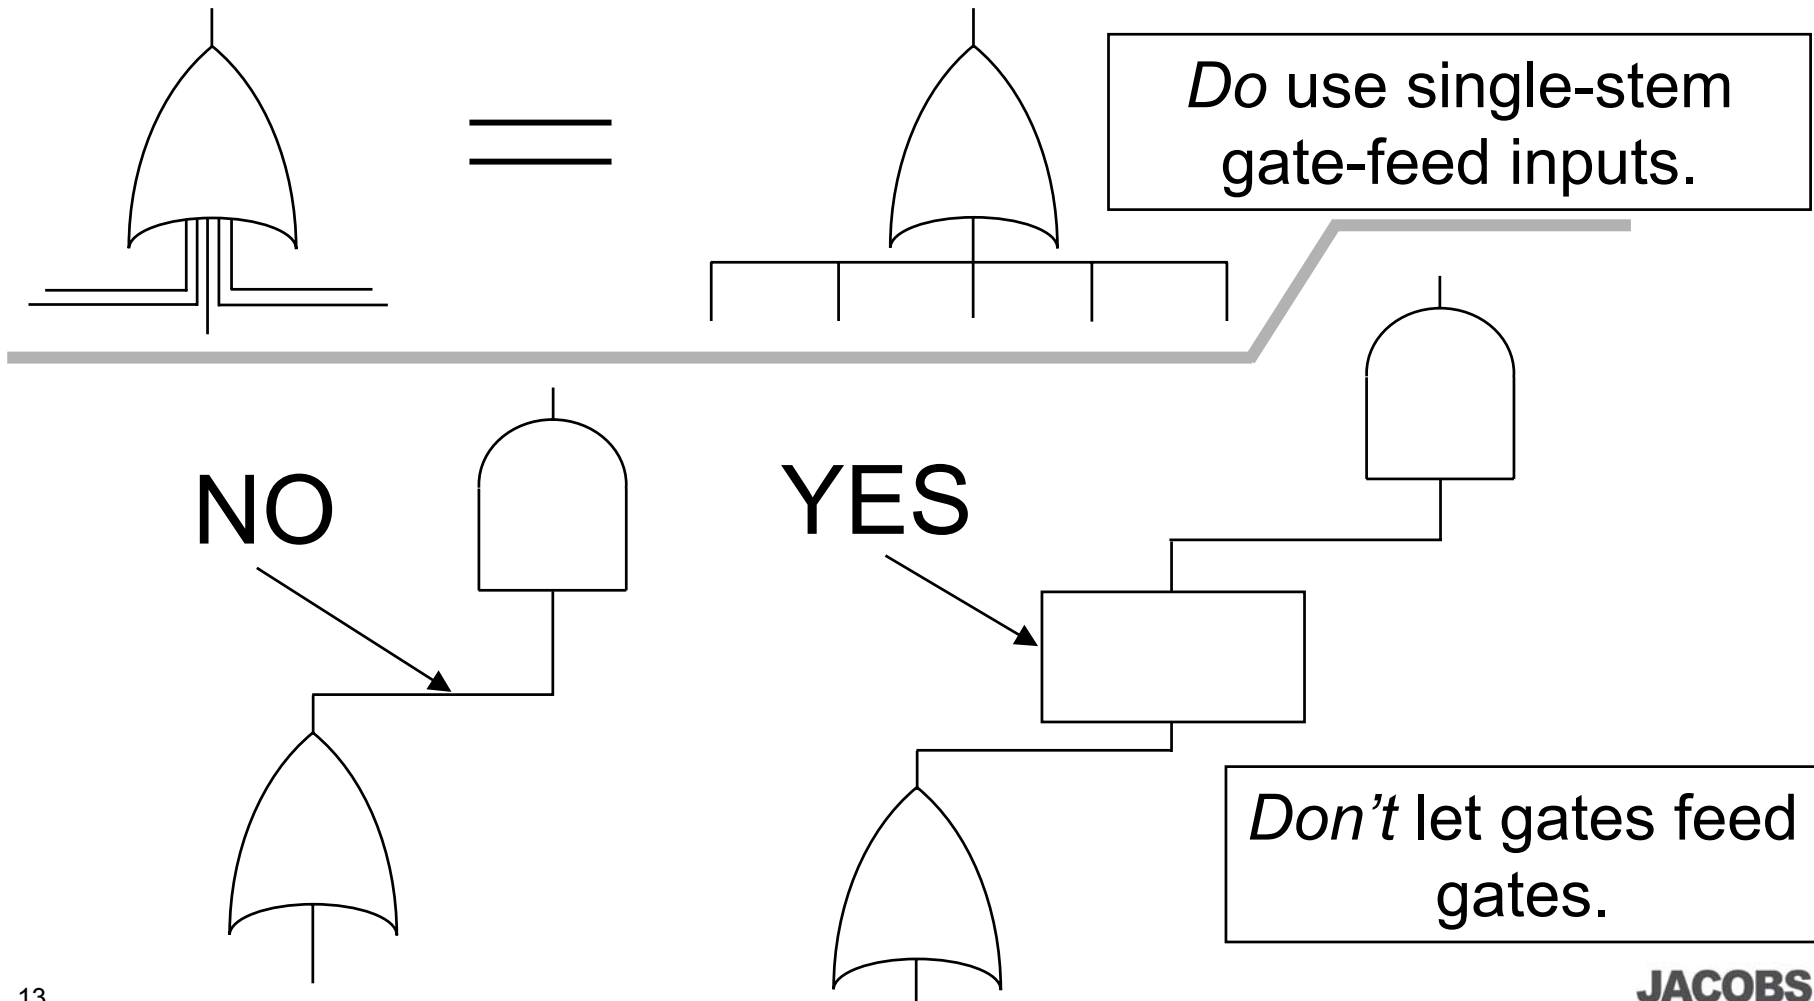 Do use single-stem
gate-feed inputs.
NO
YES
Don’t let gates feed
gates.
13
JACOBS